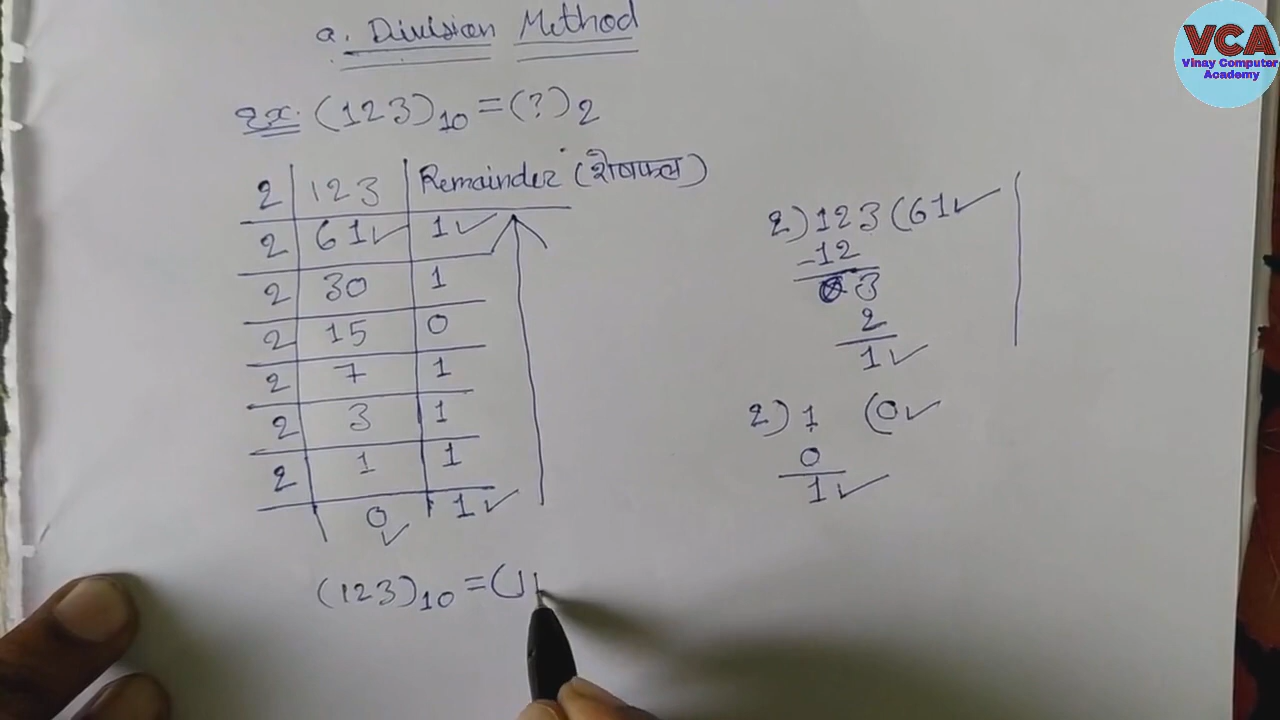 VCA
Vinay Computer
Academy
a. Division Method
Ex. (123)10 = (?)2
2 | 123 | Remainder (शेषफल)
2 | 61 ✓ | 1 ✓
2 | 30 | 1
2 | 15 | 0
2 | 7 | 1
2 | 3 | 1
2 | 1 | 1
0 ✓ | 1 ✓
2)123(61 ✓
-12
03
2
1 ✓
2)1 (0 ✓
0
1 ✓
(123)10 = (11